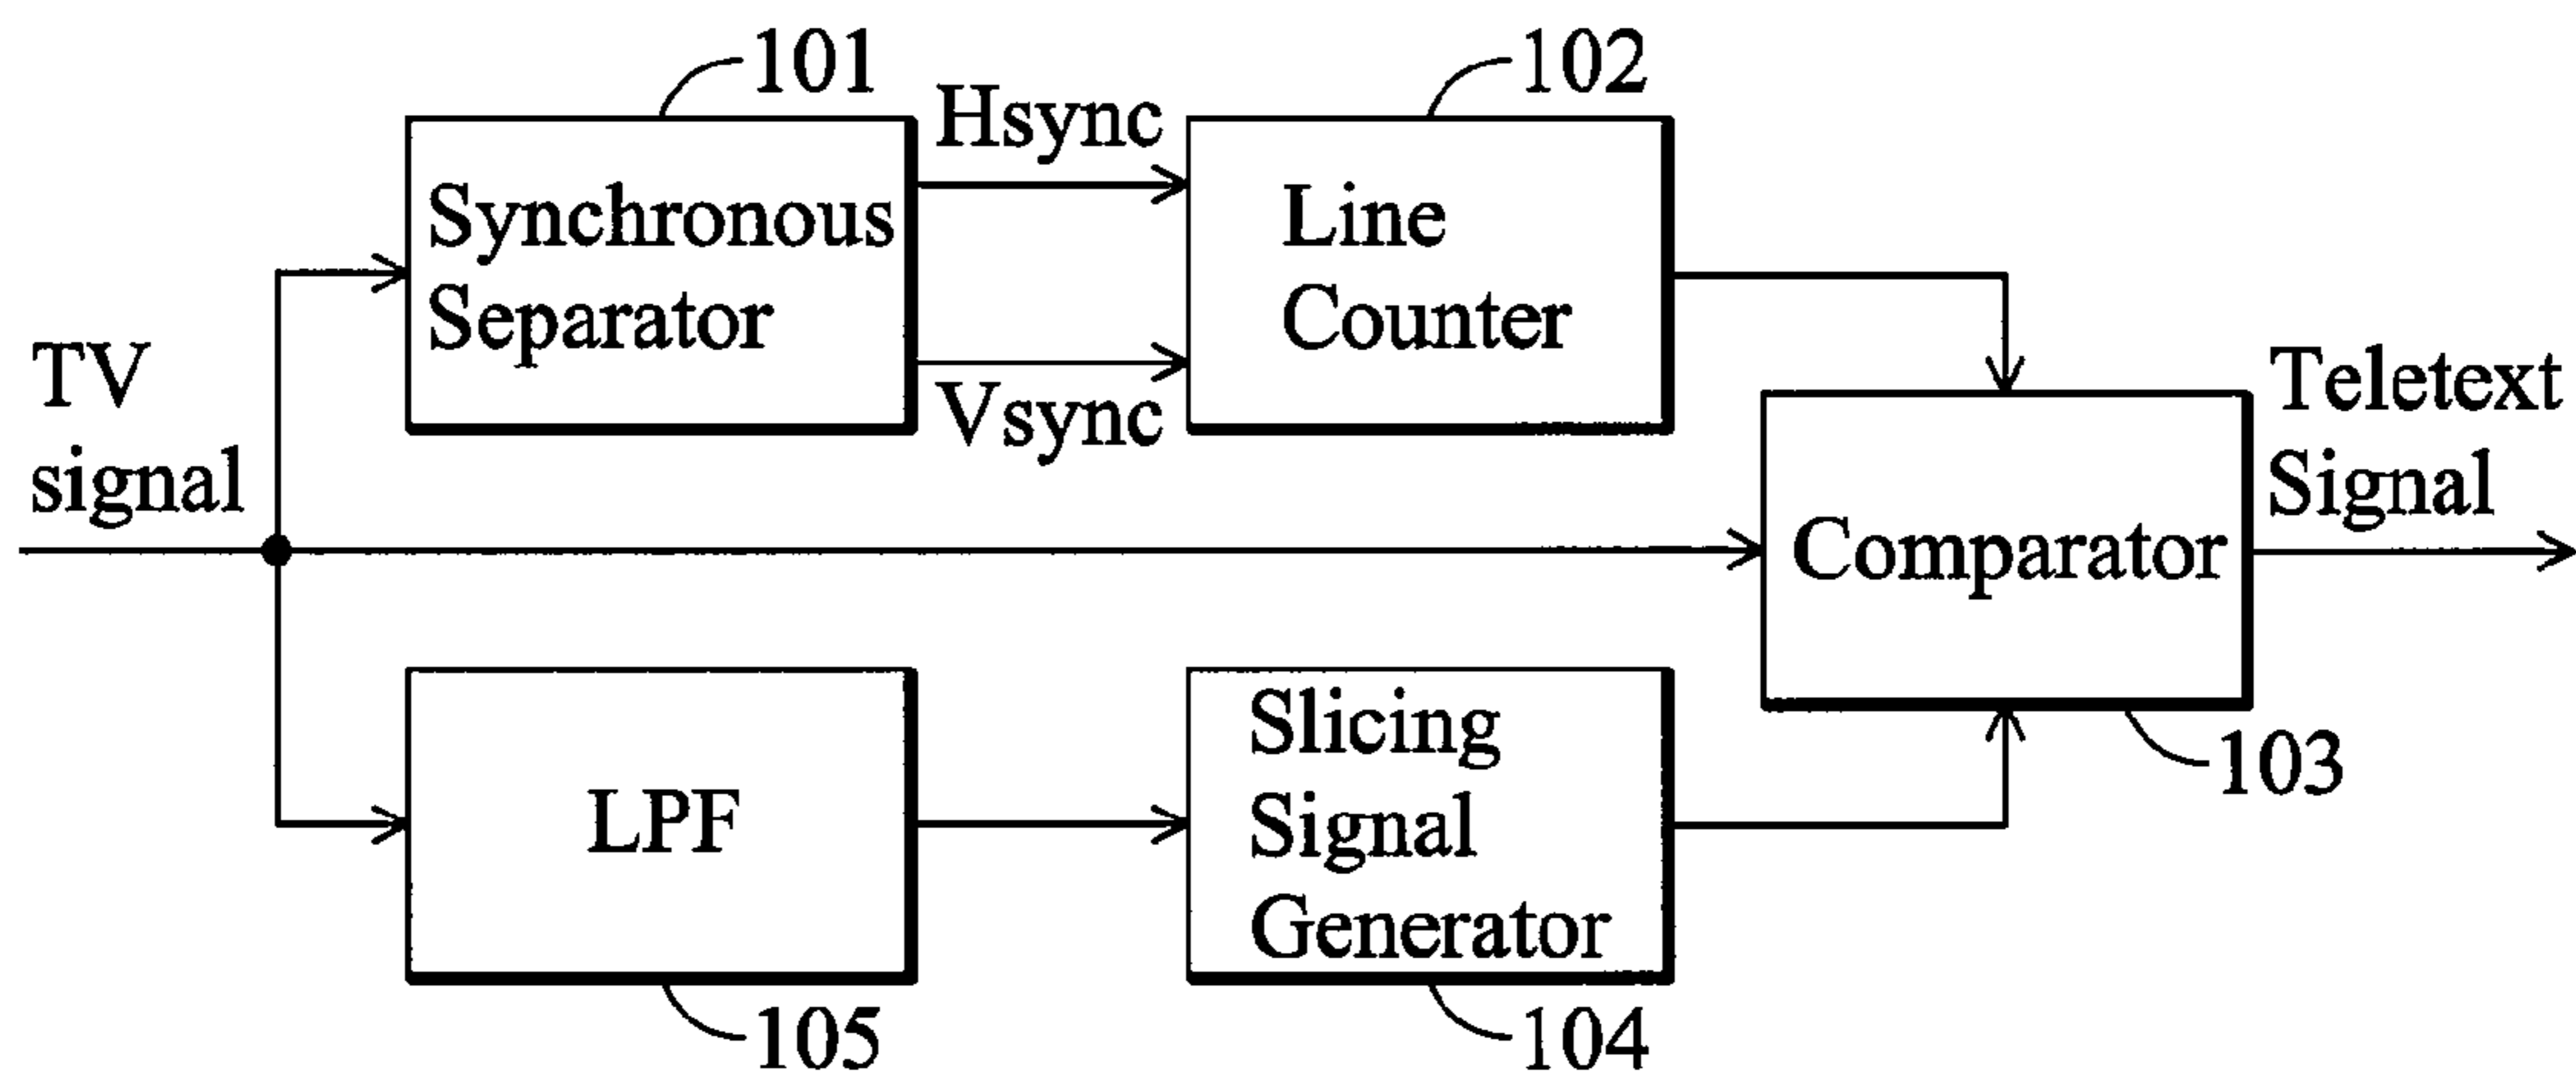 101
102
Hsync
Synchronous
Separator
Line
Counter
Vsync
TV
signal
Teletext
Signal
Comparator
103
LPF
Slicing
Signal
Generator
105
104